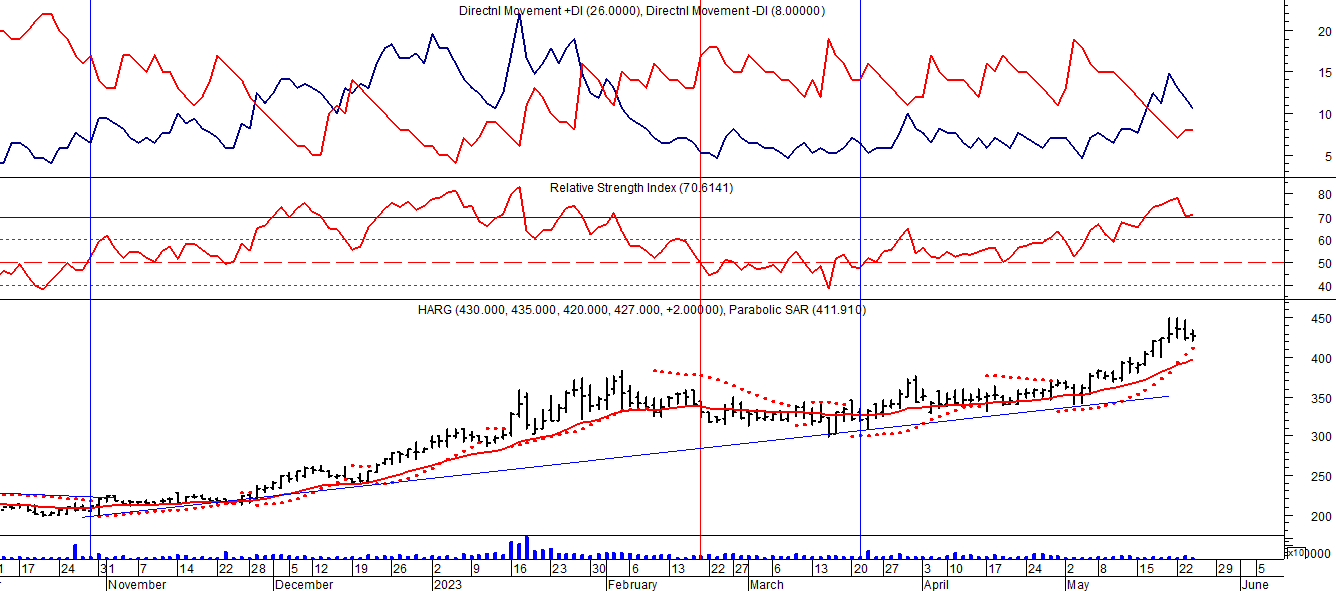 Directnl Movement +DI (26.0000), Directnl Movement -DI (8.00000)
20
15
10
5
Relative Strength Index (70.6141)
80
70
60
50
40
HARG (430.000, 435.000, 420.000, 427.000, +2.00000), Parabolic SAR (411.910)
450
400
350
300
250
200
x10
0000
17 24 31 7 14 22 28 5 12 19 26 2 9 16 23 30 6 13 22 27 6 13 20 27 3 10 17 24 2 8 15 22 29 5
November December 2023 February March April May June